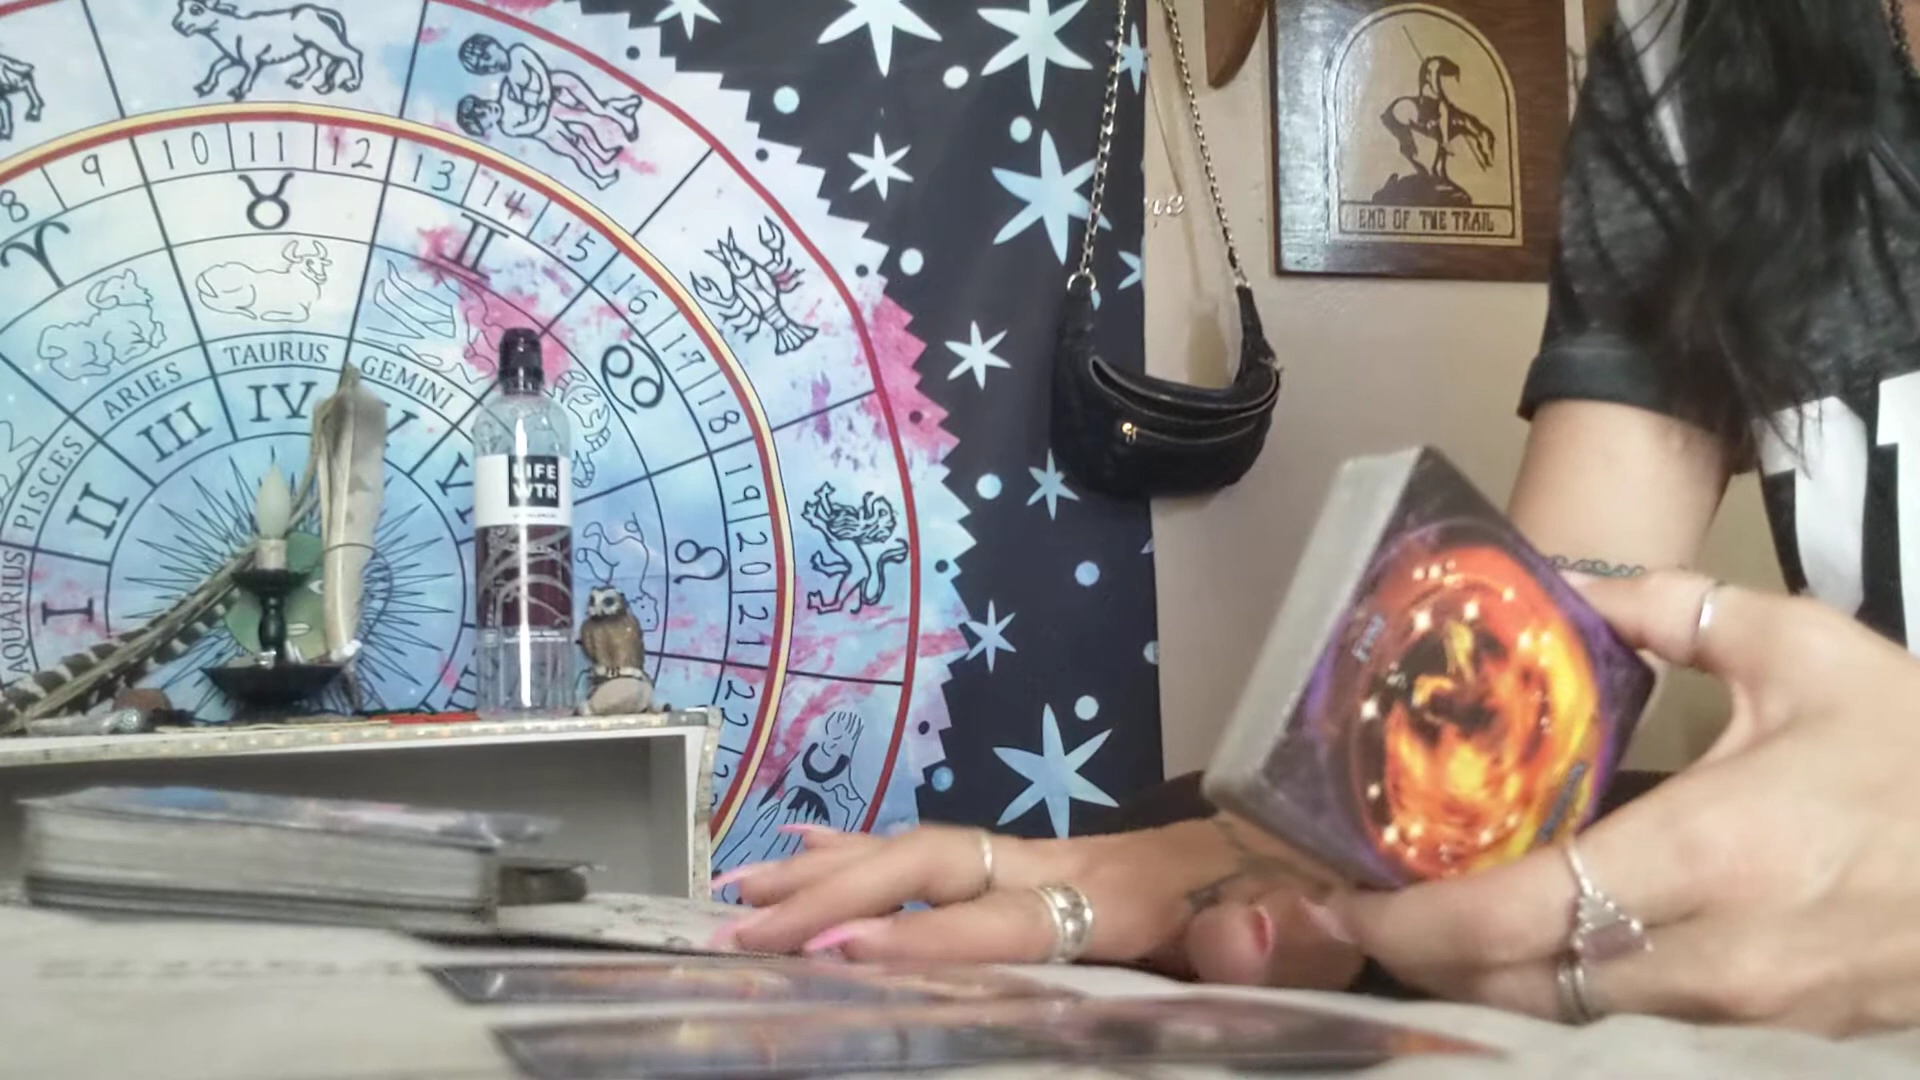 8
9
10
11
12
13
14
15
16
17
18
19
20
21
22
TAURUS
GEMINI
ARIES
PISCES
AQUARIUS
I
II
III
IV
V
LIFE
WTR
END OF THE TRAIL